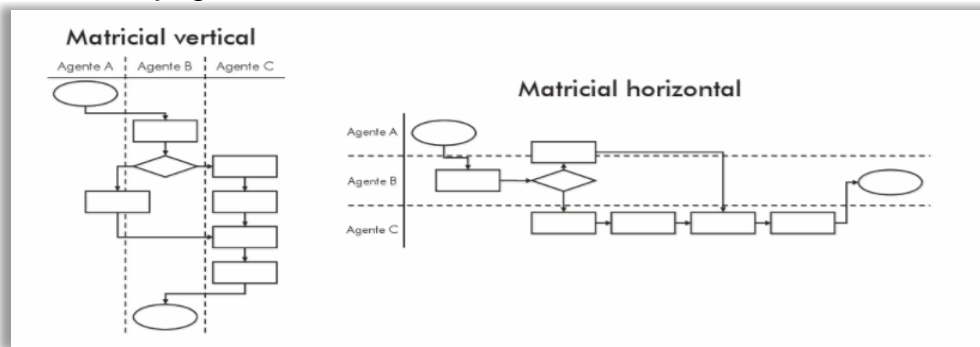 Matricial vertical
Agente A Agente B Agente C
Matricial horizontal
Agente A
Agente B
Agente C